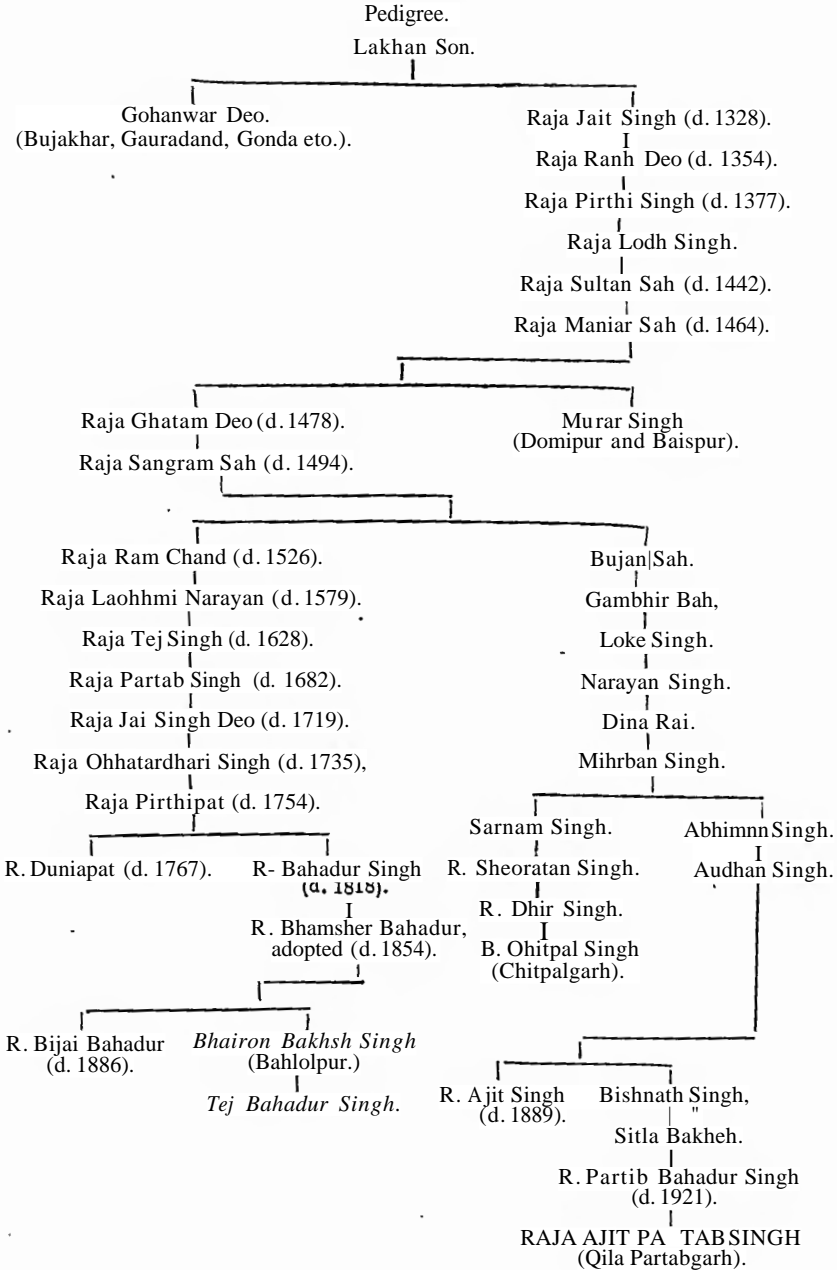 Pedigree.
Lakhan Son.
Gohanwar Deo.
(Bujakhar, Gauradand, Gonda eto.).
Raja Jait Singh (d. 1328).
Raja Ranh Deo (d. 1354).
Raja Pirthi Singh (d. 1377).
Raja Lodh Singh.
Raja Sultan Sah (d. 1442).
Raja Maniar Sah (d. 1464).
Raja Ghatam Deo (d. 1478).
Murar Singh
(Domipur and Baispur).
Raja Sangram Sah (d. 1494).
Raja Ram Chand (d. 1526).
Raja Laohhmi Narayan (d. 1579).
Raja Tej Singh (d. 1628).
Raja Partab Singh (d. 1682).
Raja Jai Singh Deo (d. 1719).
Raja Ohhatardhari Singh (d. 1735),
Raja Pirthipat (d. 1754).
Bujan Sah.
Gambhir Bah,
Loke Singh.
Narayan Singh.
Dina Rai.
Mihrban Singh.
R. Duniapat (d. 1767).
R- Bahadur Singh
(d. 1818).
R. Bhamsher Bahadur,
adopted (d. 1854).
R. Bijai Bahadur
(d. 1886).
Bhairon Bakhsh Singh
(Bahlolpur.)
Tej Bahadur Singh.
Sarnam Singh.
R. Sheoratan Singh.
R. Dhir Singh.
B. Ohitpal Singh
(Chitpalgarh).
Abhimnn Singh.
Audhan Singh.
R. Ajit Singh
(d. 1889).
Bishnath Singh,
Sitla Bakheh.
R. Partib Bahadur Singh
(d. 1921).
RAJA AJIT PA TAB SINGH
(Qila Partabgarh).